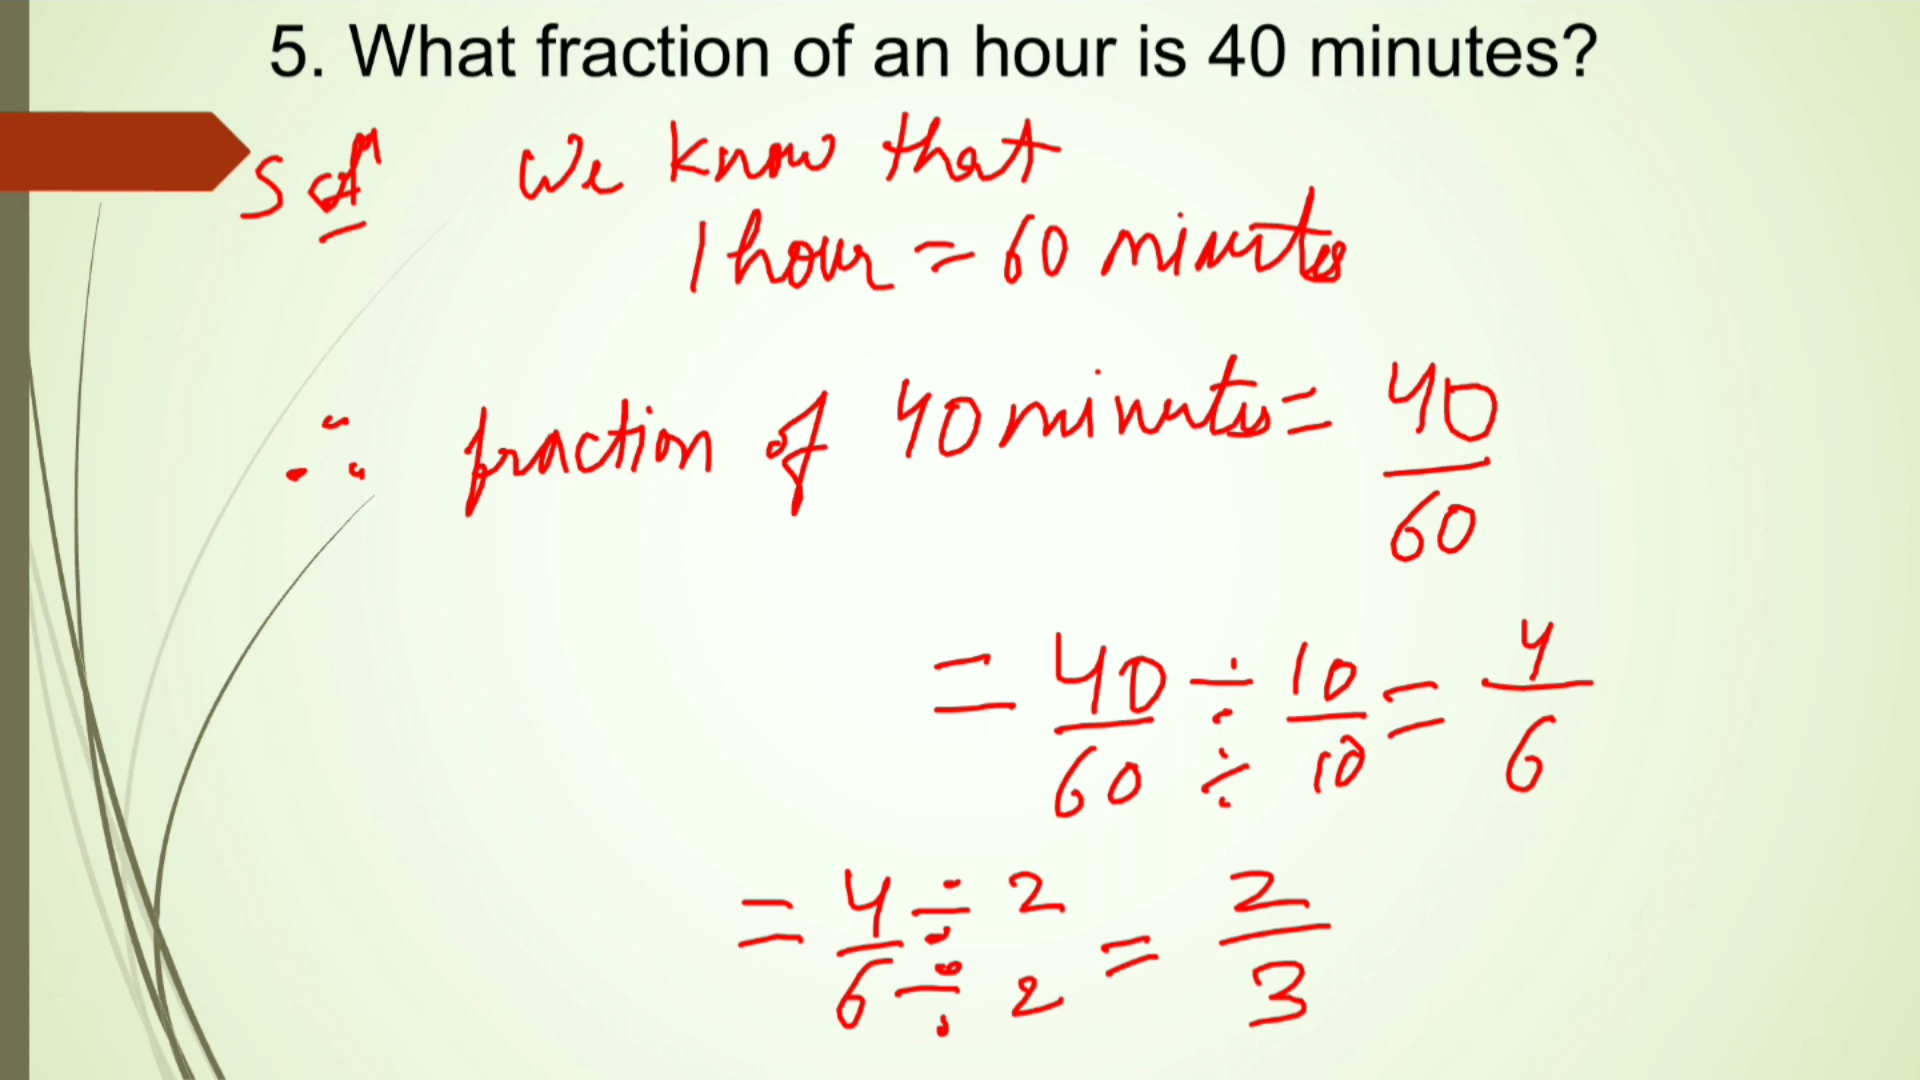 5. What fraction of an hour is 40 minutes?
Solⁿ We know that
1 hour = 60 minutes
∴ fraction of 40 minutes = 40/60
= 40 ÷ 10 / 60 ÷ 10 = 4/6
= 4 ÷ 2 / 6 ÷ 2 = 2/3